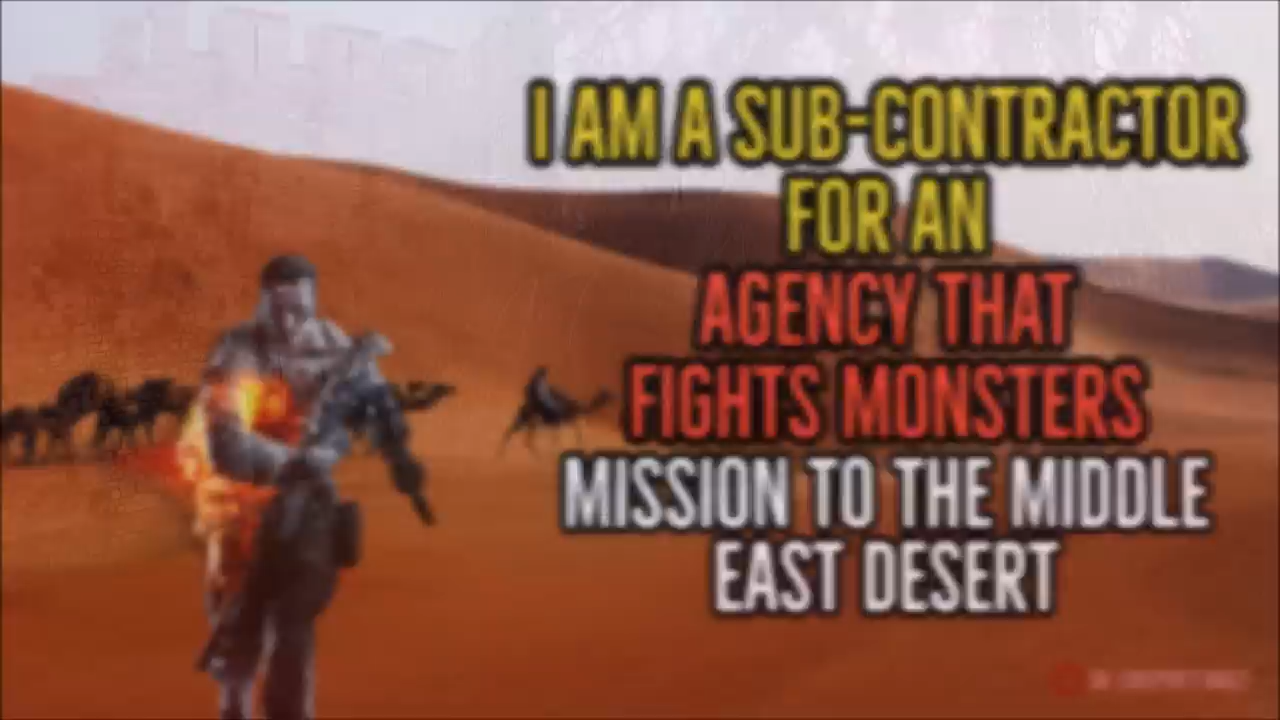 I AM A SUB-CONTRACTOR
FOR AN
AGENCY THAT
FIGHTS MONSTERS
MISSION TO THE MIDDLE
EAST DESERT